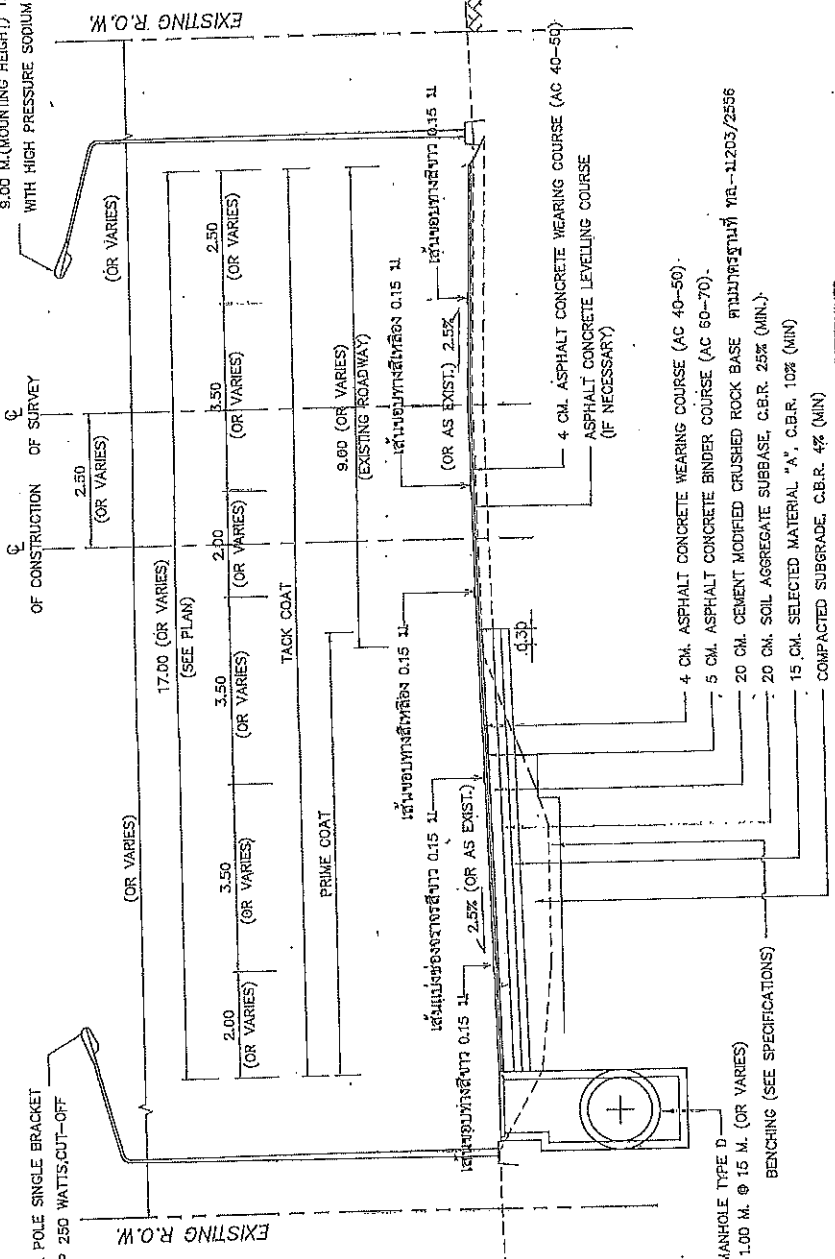 9.00 M.(MOUNTING HEIGHT)
WITH HIGH PRESSURE SODIUM
POLE SINGLE BRACKET
250 WATTS,CUT-OFF
EXISTING R.O.W.
EXISTING R.O.W.
℄ ℄
OF CONSTRUCTION OF SURVEY
2.50
(OR VARIES)
(OR VARIES)
(OR VARIES)
17.00 (OR VARIES)
(SEE PLAN)
2.00
(OR VARIES)
3.50
(OR VARIES)
3.50
(OR VARIES)
2.00
(OR VARIES)
3.50
(OR VARIES)
2.50
(OR VARIES)
TACK COAT
PRIME COAT
9.60 (OR VARIES)
(EXISTING ROADWAY)
เส้นขอบทางสีขาว 0.15 ม
เส้นแบ่งช่องจราจรสีขาว 0.15 ม
เส้นขอบทางสีเหลือง 0.15 ม
เส้นขอบทางสีเหลือง 0.15 ม
เส้นขอบทางสีขาว 0.15 ม
2.5% (OR AS EXIST.)
(OR AS EXIST.) 2.5%
0.30
4 CM. ASPHALT CONCRETE WEARING COURSE (AC 40-50)
ASPHALT CONCRETE LEVELLING COURSE
(IF NECESSARY)
4 CM. ASPHALT CONCRETE WEARING COURSE (AC 40-50).
5 CM. ASPHALT CONCRETE BINDER COURSE (AC 60-70).
20 CM. CEMENT MODIFIED CRUSHED ROCK BASE ตามมาตรฐานที่ ทล.-ม203/2556
20 CM. SOIL AGGREGATE SUBBASE, C.B.R. 25% (MIN.).
15 CM. SELECTED MATERIAL "A", C.B.R. 10% (MIN)
COMPACTED SUBGRADE, C.B.R. 4% (MIN)
MANHOLE TYPE D
1.00 M. @ 15 M. (OR VARIES)
BENCHING (SEE SPECIFICATIONS)